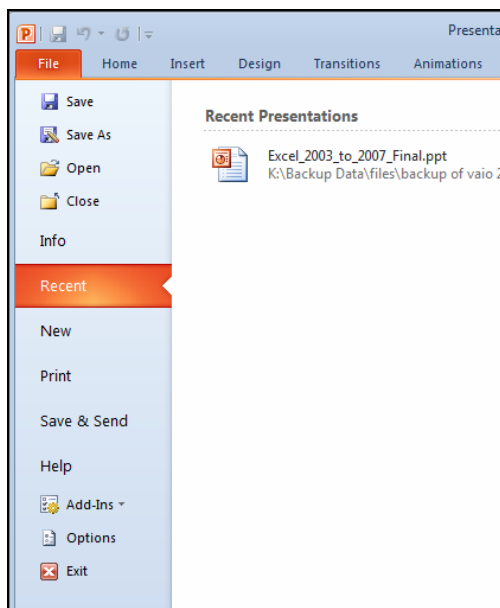 Presenta
File Home Insert Design Transitions Animations
Save
Save As
Open
Close
Info
Recent
New
Print
Save & Send
Help
Add-Ins
Options
Exit
Recent Presentations
Excel_2003_to_2007_Final.ppt
K:\Backup Data\files\backup of vaio 2